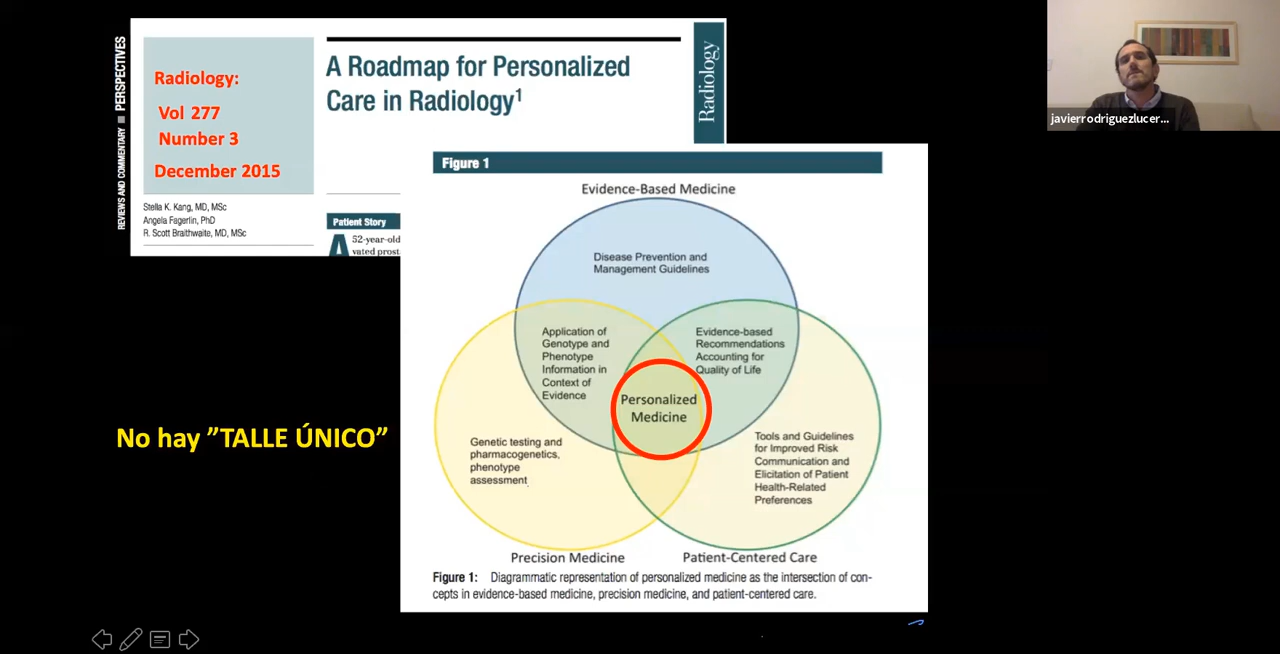 REVIEWS AND COMMENTARY ■ PERSPECTIVES
Radiology:
Vol 277
Number 3
December 2015
A Roadmap for Personalized
Care in Radiology¹
Radiology
Stella K. Kang, MD, MSc
Angela Fagerlin, PhD
R. Scott Braithwaite, MD, MSc
Patient Story
A 52-year-old
vated prost
javierrodriguezlucer...
Figure 1
Evidence-Based Medicine
Disease Prevention and
Management Guidelines
Application of
Genotype and
Phenotype
Information in
Context of
Evidence
Evidence-based
Recommendations
Accounting for
Quality of Life
Personalized
Medicine
Genetic testing and
pharmacogenetics,
phenotype
assessment
Tools and Guidelines
for Improved Risk
Communication and
Elicitation of Patient
Health-Related
Preferences
Precision Medicine
Patient-Centered Care
Figure 1: Diagrammatic representation of personalized medicine as the intersection of con-
cepts in evidence-based medicine, precision medicine, and patient-centered care.
No hay ”TALLE ÚNICO”